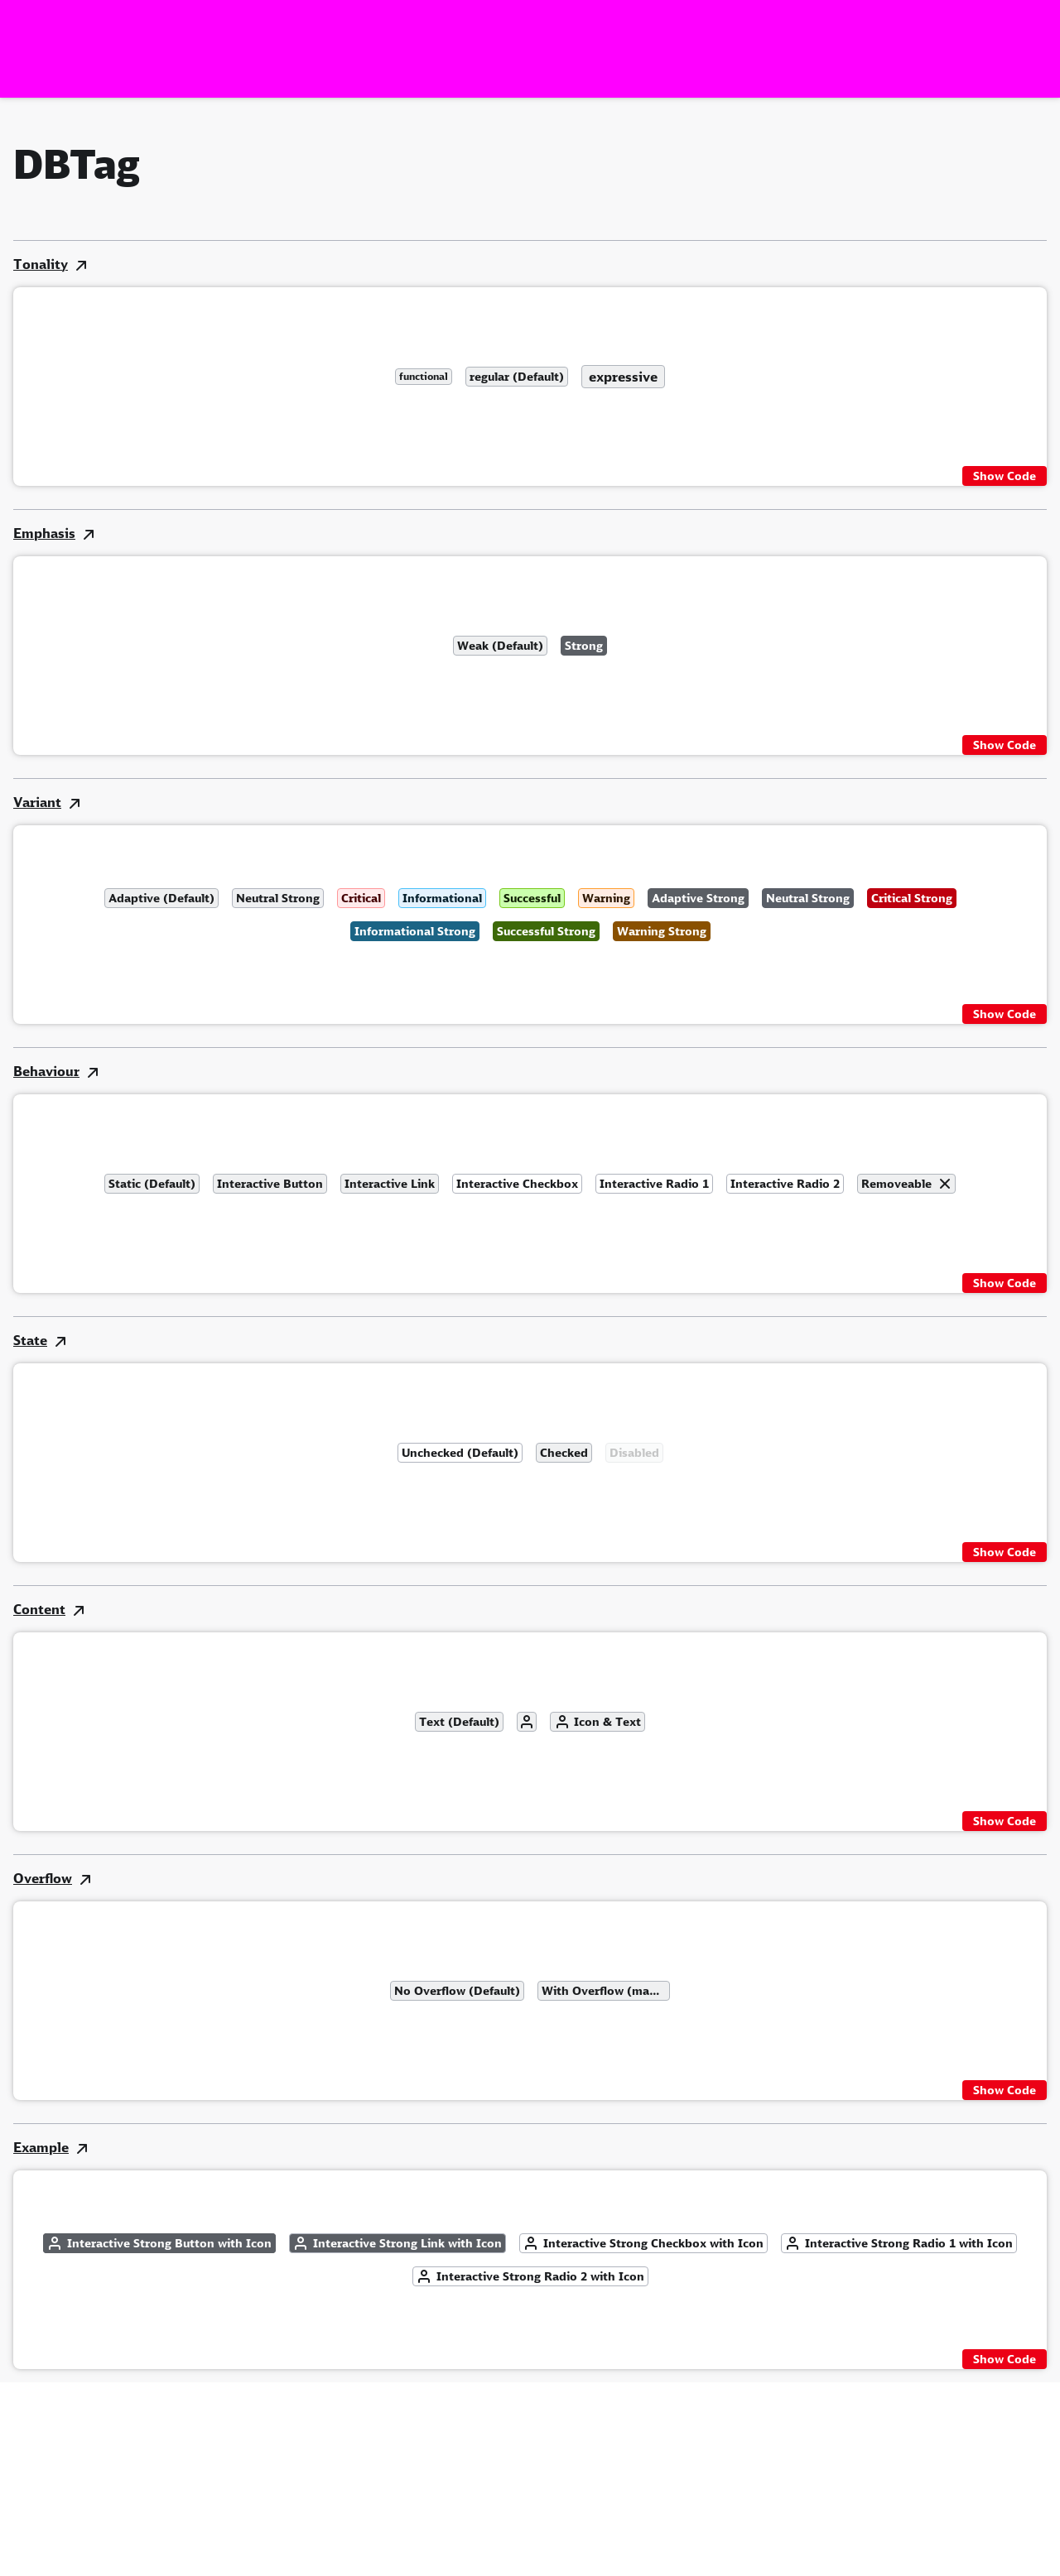 DBTag
Tonality
functional regular (Default) expressive
Show Code
Emphasis
Weak (Default) Strong
Show Code
Variant
Adaptive (Default) Neutral Strong Critical Informational Successful Warning Adaptive Strong Neutral Strong Critical Strong
Informational Strong Successful Strong Warning Strong
Show Code
Behaviour
Static (Default) Interactive Button Interactive Link Interactive Checkbox Interactive Radio 1 Interactive Radio 2 Removeable
Show Code
State
Unchecked (Default) Checked Disabled
Show Code
Content
Text (Default) Icon & Text
Show Code
Overflow
No Overflow (Default) With Overflow (ma...
Show Code
Example
Interactive Strong Button with Icon Interactive Strong Link with Icon Interactive Strong Checkbox with Icon Interactive Strong Radio 1 with Icon
Interactive Strong Radio 2 with Icon
Show Code